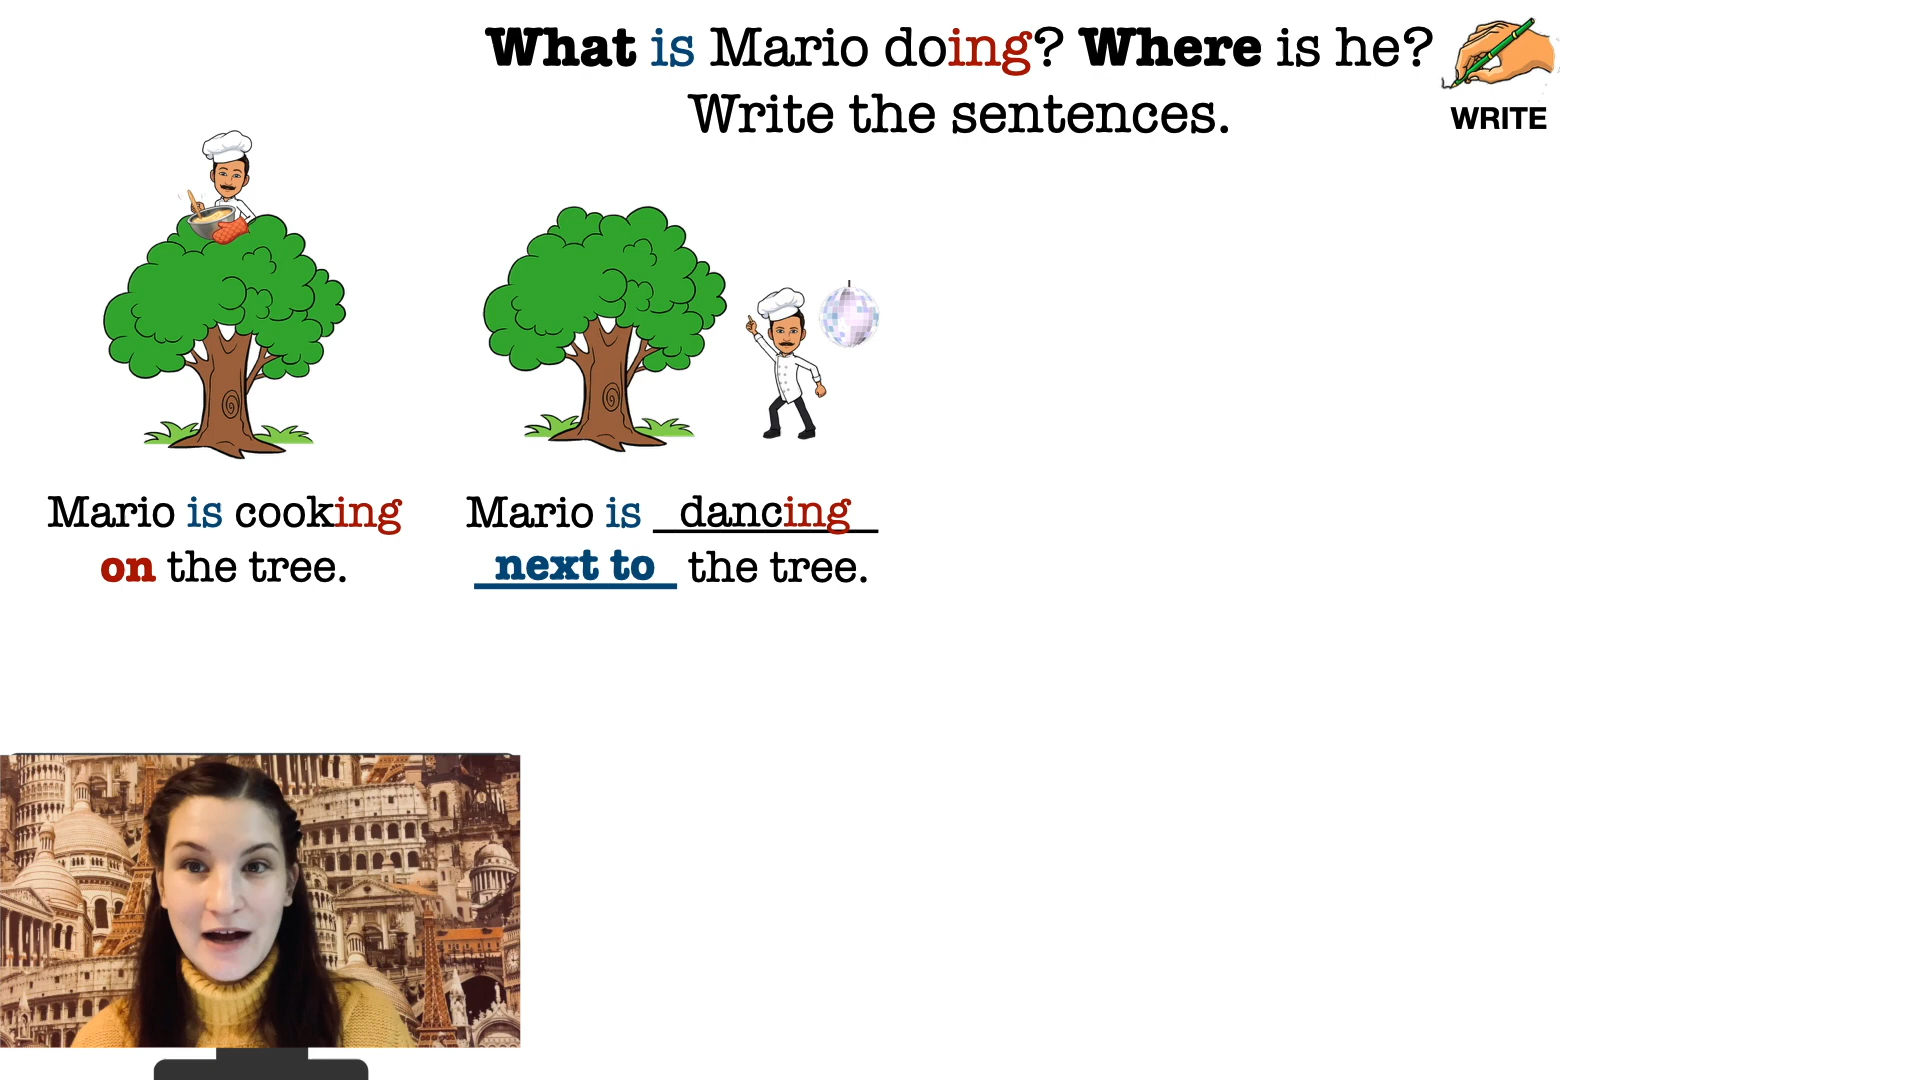 What is Mario doing? Where is he?
Write the sentences.
WRITE
Mario is cooking
on the tree.
Mario is dancing
next to the tree.